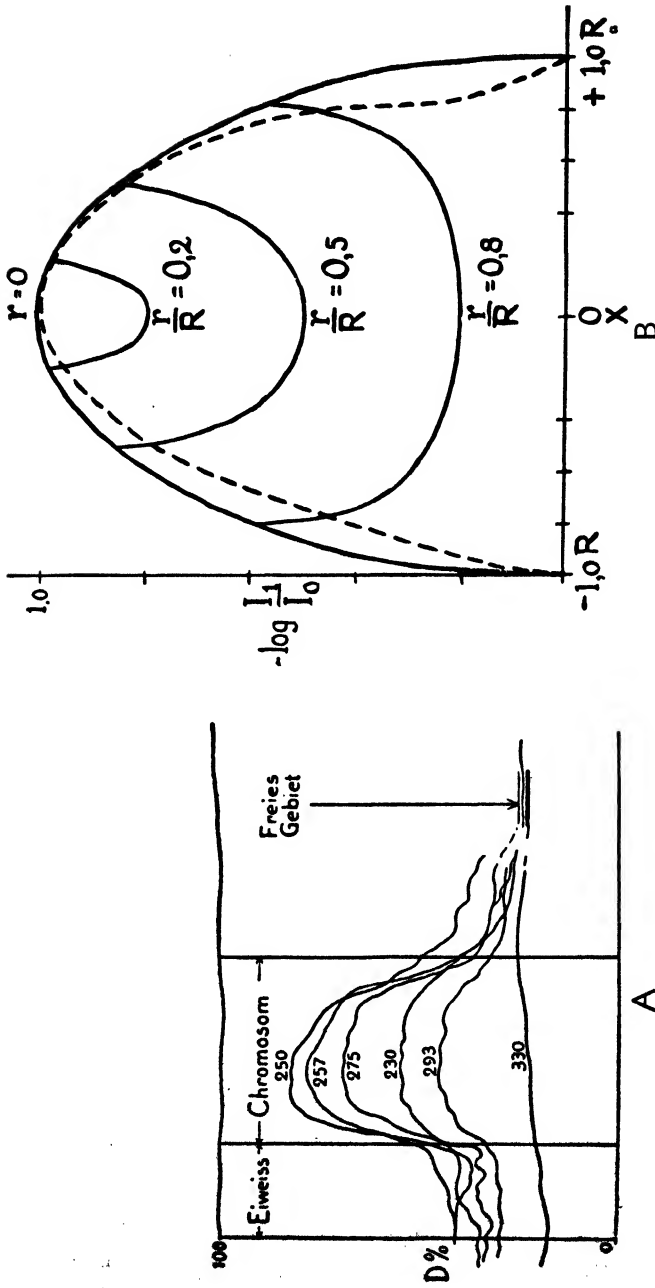 100
D%
0
Eiweiss
Chromosom
250
257
275
230
293
330
Freies
Gebiet
A
1.0
-log I1/I0
r=0
r/R=0,2
r/R=0,5
r/R=0,8
-1,0R
0
+1,0R
X
B